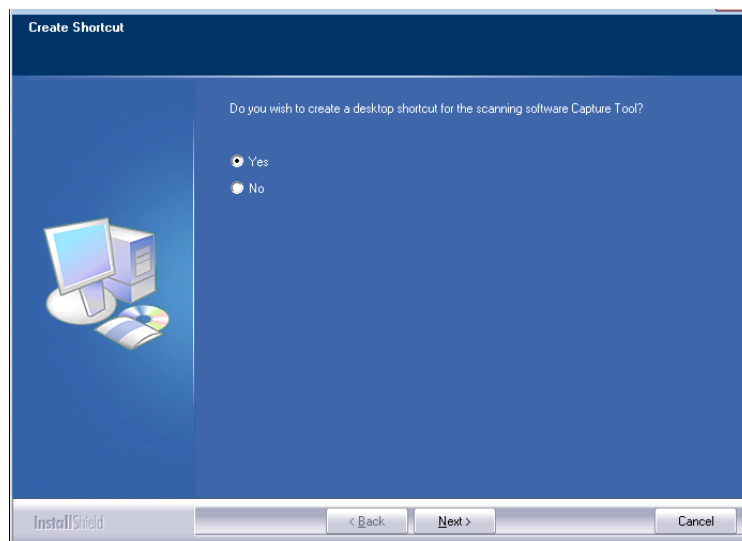 Create Shortcut
Do you wish to create a desktop shortcut for the scanning software Capture Tool?
Yes
No
InstallShield
< Back
Next >
Cancel